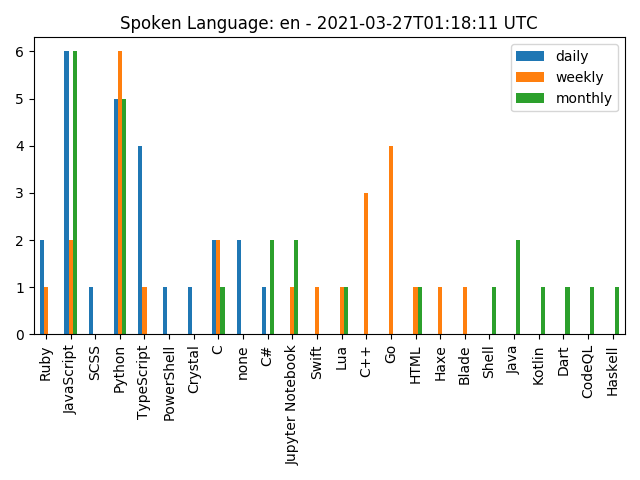 Spoken Language: en - 2021-03-27T01:18:11 UTC
daily
weekly
monthly
6
5
4
3
2
1
0
Ruby
JavaScript
SCSS
Python
TypeScript
PowerShell
Crystal
C
none
C#
Jupyter Notebook
Swift
Lua
C++
Go
HTML
Haxe
Blade
Shell
Java
Kotlin
Dart
CodeQL
Haskell